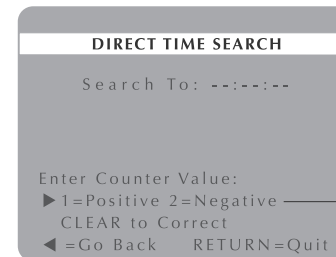 DIRECT TIME SEARCH
Search To: --:--:--
Enter Counter Value:
▶ 1=Positive 2=Negative
CLEAR to Correct
◀ =Go Back RETURN=Quit